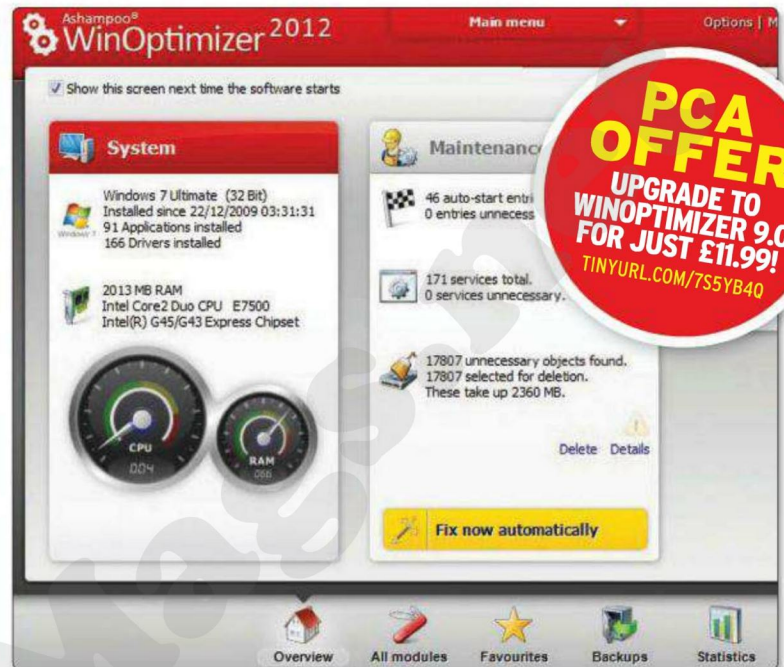 Ashampoo®
WinOptimizer 2012
Main menu
Options | M
Show this screen next time the software starts
System
Windows 7 Ultimate (32 Bit)
Installed since 22/12/2009 03:31:31
91 Applications installed
166 Drivers installed
Windows 7
2013 MB RAM
Intel Core2 Duo CPU E7500
Intel(R) G45/G43 Express Chipset
CPU
004
RAM
066
Maintenanc
46 auto-start entri
0 entries unnecess
171 services total.
0 services unnecessary.
17807 unnecessary objects found.
17807 selected for deletion.
These take up 2360 MB.
Delete Details
Fix now automatically
PCA
OFFER
UPGRADE TO
WINOPTIMIZER 9.0
FOR JUST £11.99!
TINYURL.COM/7S5YB4Q
Overview
All modules
Favourites
Backups
Statistics